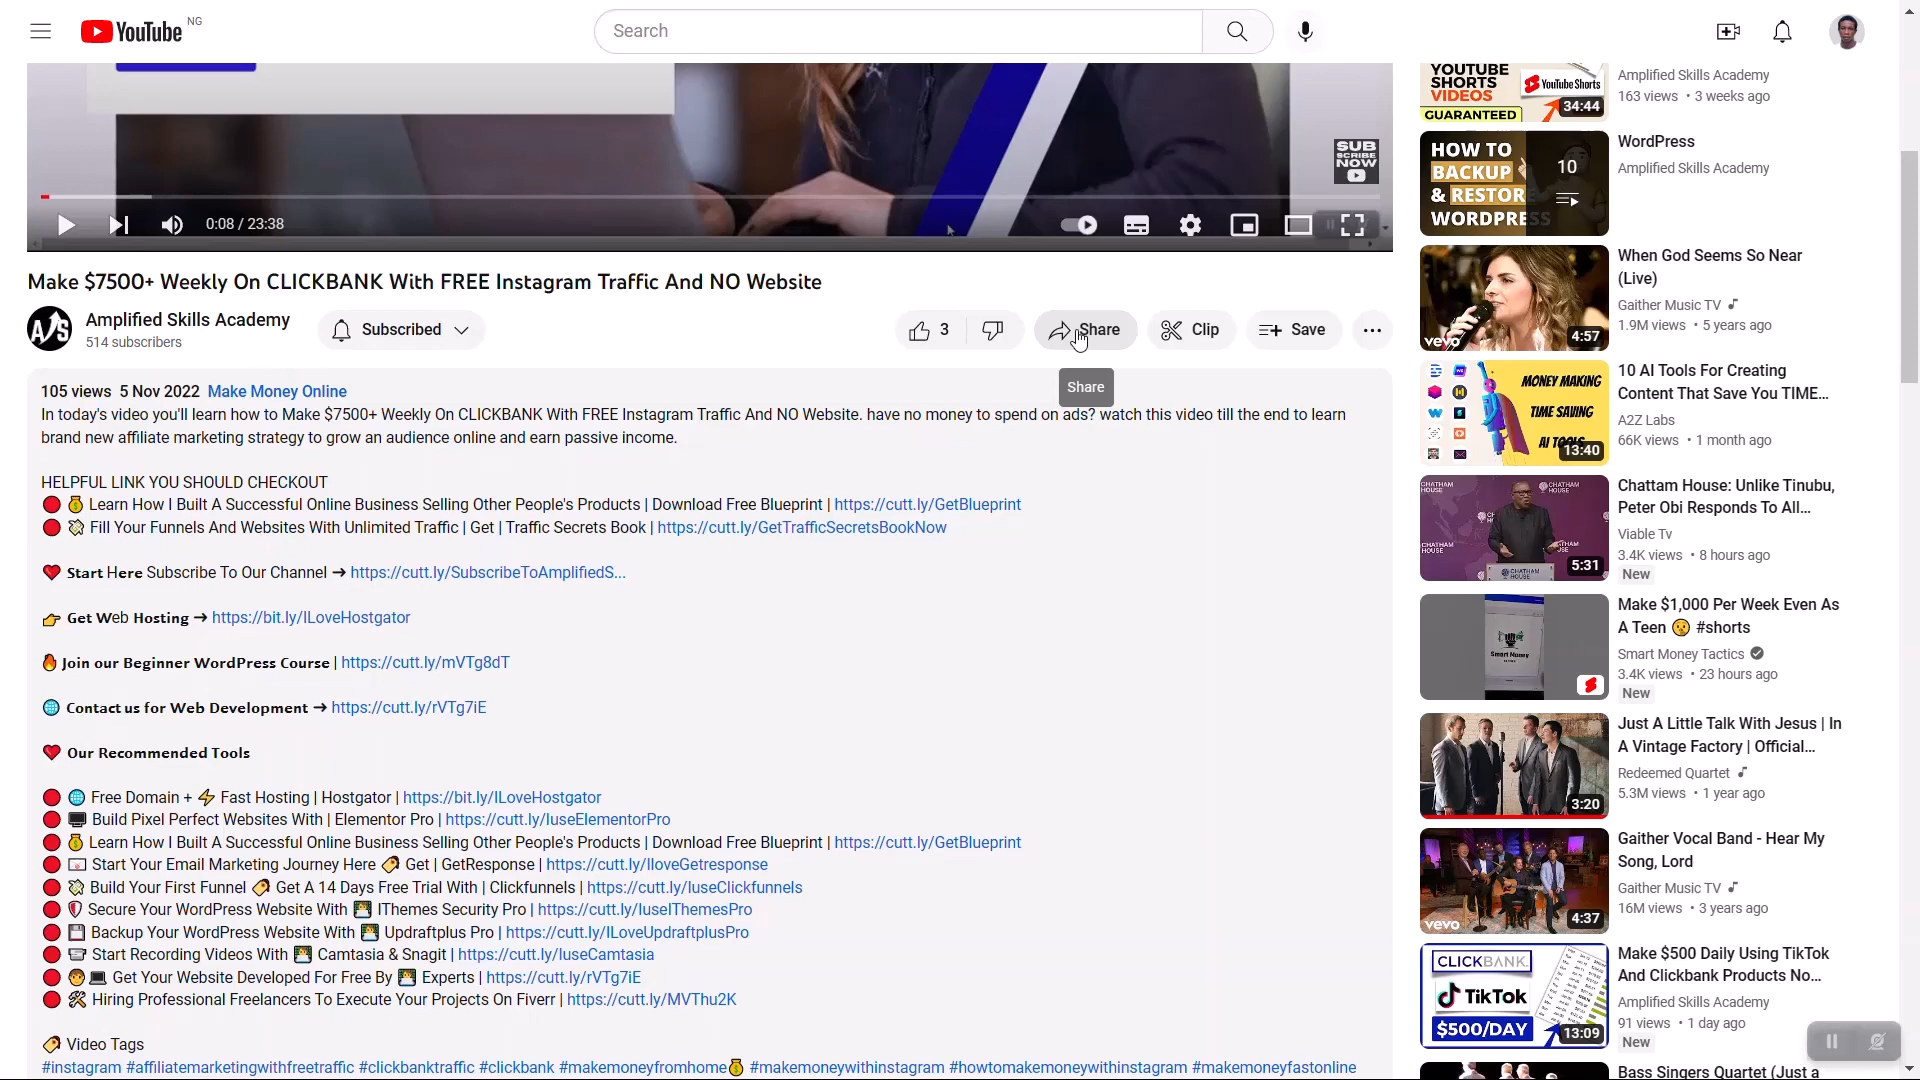 YouTube NG
Search
SUB
SCRIBE
NOW
0:08 / 23:38
Make $7500+ Weekly On CLICKBANK With FREE Instagram Traffic And NO Website
A/S
Amplified Skills Academy
514 subscribers
Subscribed
3
Share
Clip
Save
Share
105 views 5 Nov 2022 Make Money Online
In today's video you'll learn how to Make $7500+ Weekly On CLICKBANK With FREE Instagram Traffic And NO Website. have no money to spend on ads? watch this video till the end to learn
brand new affiliate marketing strategy to grow an audience online and earn passive income.
HELPFUL LINK YOU SHOULD CHECKOUT
🔴 💰 Learn How I Built A Successful Online Business Selling Other People's Products | Download Free Blueprint | https://cutt.ly/GetBlueprint
🔴 💸 Fill Your Funnels And Websites With Unlimited Traffic | Get | Traffic Secrets Book | https://cutt.ly/GetTrafficSecretsBookNow
❤️ Start Here Subscribe To Our Channel → https://cutt.ly/SubscribeToAmplifiedS...
👉 Get Web Hosting → https://bit.ly/ILoveHostgator
🔥 Join our Beginner WordPress Course | https://cutt.ly/mVTg8dT
🌐 Contact us for Web Development → https://cutt.ly/rVTg7iE
❤️ Our Recommended Tools
🔴 🌐 Free Domain + ⚡ Fast Hosting | Hostgator | https://bit.ly/ILoveHostgator
🔴 🖥️ Build Pixel Perfect Websites With | Elementor Pro | https://cutt.ly/IuseElementorPro
🔴 💰 Learn How I Built A Successful Online Business Selling Other People's Products | Download Free Blueprint | https://cutt.ly/GetBlueprint
🔴 📧 Start Your Email Marketing Journey Here 🏷️ Get | GetResponse | https://cutt.ly/IloveGetresponse
🔴 💸 Build Your First Funnel 🏷️ Get A 14 Days Free Trial With | Clickfunnels | https://cutt.ly/IuseClickfunnels
🔴 🛡️ Secure Your WordPress Website With 👨‍💻 IThemes Security Pro | https://cutt.ly/IuseIThemesPro
🔴 💾 Backup Your WordPress Website With 👨‍💻 Updraftplus Pro | https://cutt.ly/ILoveUpdraftplusPro
🔴 📹 Start Recording Videos With 👨‍💻 Camtasia & Snagit | https://cutt.ly/IuseCamtasia
🔴 🧑💻 Get Your Website Developed For Free By 👨‍💻 Experts | https://cutt.ly/rVTg7iE
🔴 🛠️ Hiring Professional Freelancers To Execute Your Projects On Fiverr | https://cutt.ly/MVThu2K
🏷️ Video Tags
#instagram #affiliatemarketingwithfreetraffic #clickbanktraffic #clickbank #makemoneyfromhome💰 #makemoneywithinstagram #howtomakemoneywithinstagram #makemoneyfastonline
YOUTUBE
SHORTS
VIDEOS
GUARANTEED
YouTube Shorts
34:44
Amplified Skills Academy
163 views • 3 weeks ago
HOW TO
BACKUP
& RESTORE
WORDPRESS
10
WordPress
Amplified Skills Academy
vevo
4:57
When God Seems So Near
(Live)
Gaither Music TV
1.9M views • 5 years ago
MONEY MAKING
TIME SAVING
AI TOOLS
13:40
10 AI Tools For Creating
Content That Save You TIME...
A2Z Labs
66K views • 1 month ago
CHATHAM
HOUSE
CHATHAM
HOUSE
CHATHAM
HOUSE
CHATHAM
HOUSE
5:31
Chattam House: Unlike Tinubu,
Peter Obi Responds To All...
Viable Tv
3.4K views • 8 hours ago
New
Smart Money
Make $1,000 Per Week Even As
A Teen 🤫 #shorts
Smart Money Tactics
3.4K views • 23 hours ago
New
3:20
Just A Little Talk With Jesus | In
A Vintage Factory | Official...
Redeemed Quartet
5.3M views • 1 year ago
vevo
4:37
Gaither Vocal Band - Hear My
Song, Lord
Gaither Music TV
16M views • 3 years ago
CLICKBANK.
TikTok
$500/DAY
13:09
Make $500 Daily Using TikTok
And Clickbank Products No...
Amplified Skills Academy
91 views • 1 day ago
New
Bass Singers Quartet (Just a